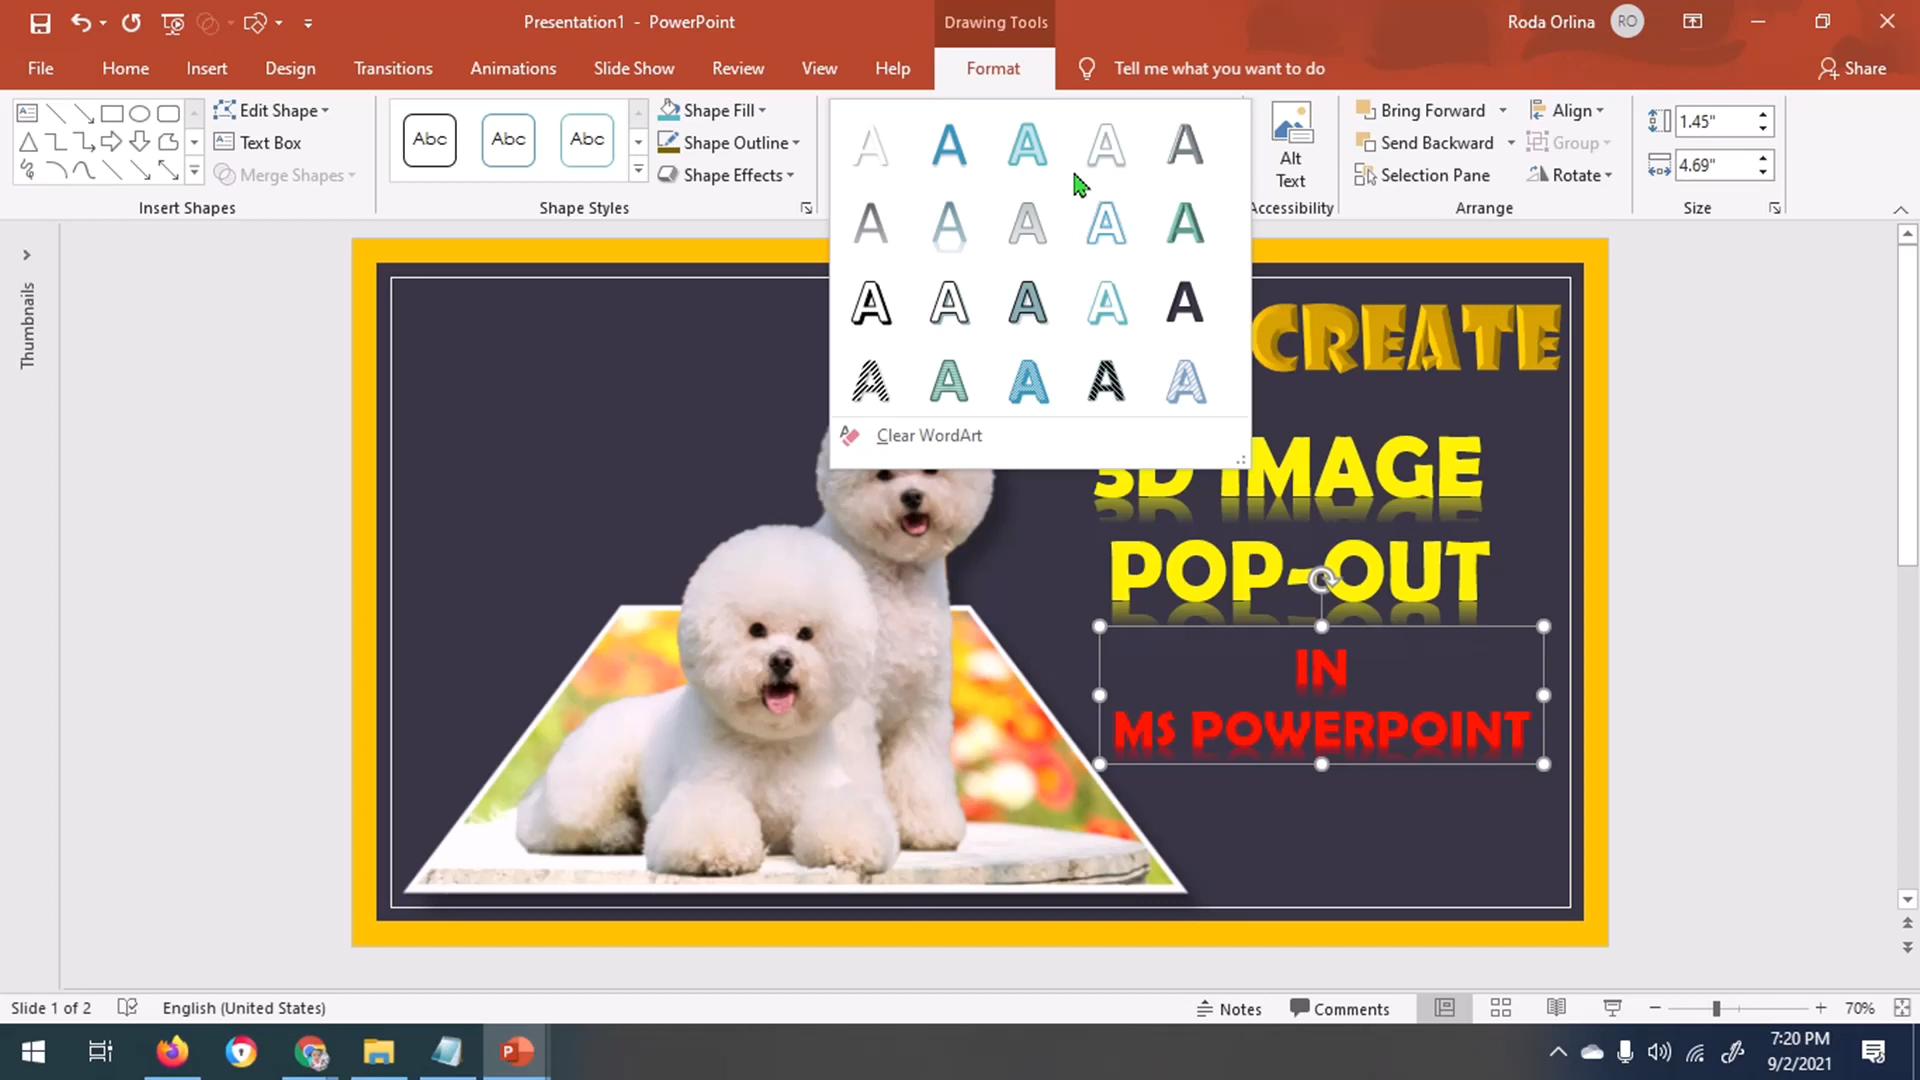 Presentation1 - PowerPoint
Drawing Tools
Roda Orlina
RO
File
Home
Insert
Design
Transitions
Animations
Slide Show
Review
View
Help
Format
Tell me what you want to do
Share
Edit Shape
Text Box
Merge Shapes
Insert Shapes
Abc
Abc
Abc
Shape Fill
Shape Outline
Shape Effects
Shape Styles
A A A A A
A A A A A
A A A A A
A A A A A
Clear WordArt
Alt
Text
Accessibility
Bring Forward
Send Backward
Selection Pane
Align
Group
Rotate
Arrange
1.45"
4.69"
Size
Thumbnails
CREATE
3D IMAGE
POP-OUT
IN
MS POWERPOINT
Slide 1 of 2
English (United States)
Notes
Comments
70%
7:20 PM
9/2/2021